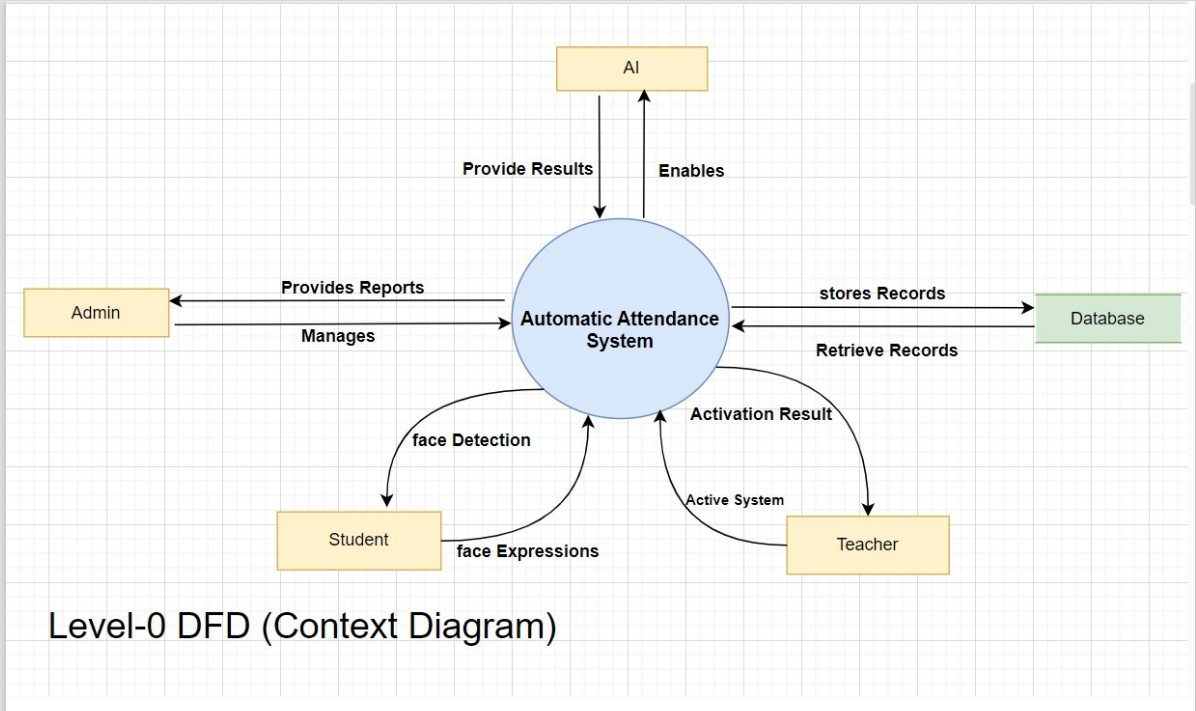 AI
Provide Results
Enables
Provides Reports
Admin
Manages
Automatic Attendance
System
stores Records
Database
Retrieve Records
Activation Result
face Detection
Active System
Student
face Expressions
Teacher
Level-0 DFD (Context Diagram)